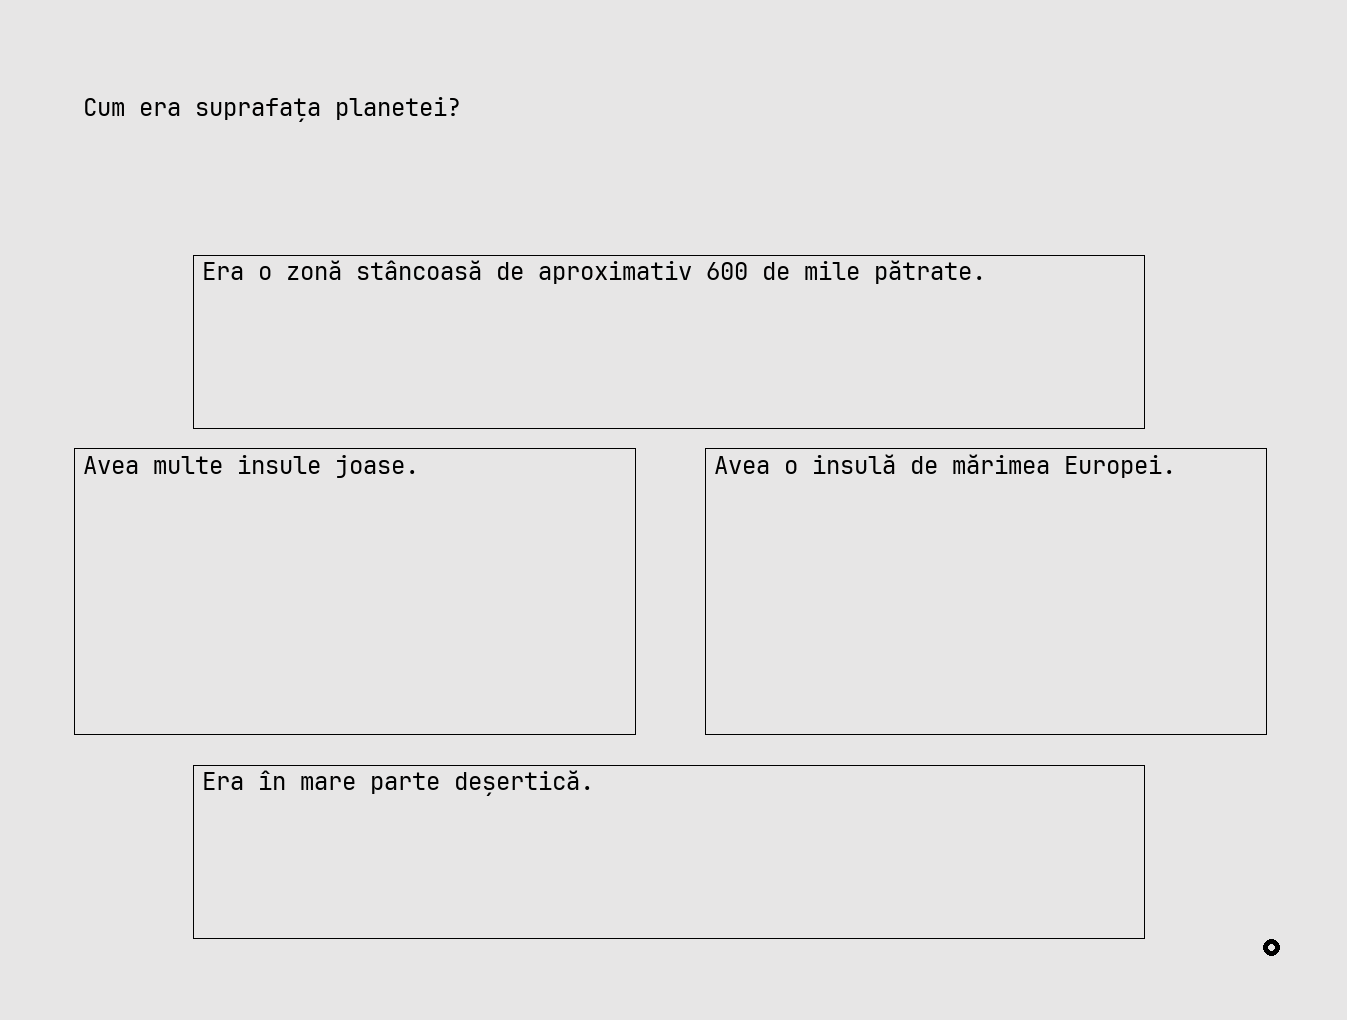 Cum era suprafața planetei?
Era o zonă stâncoasă de aproximativ 600 de mile pătrate.
Avea multe insule joase.
Avea o insulă de mărimea Europei.
Era în mare parte deșertică.